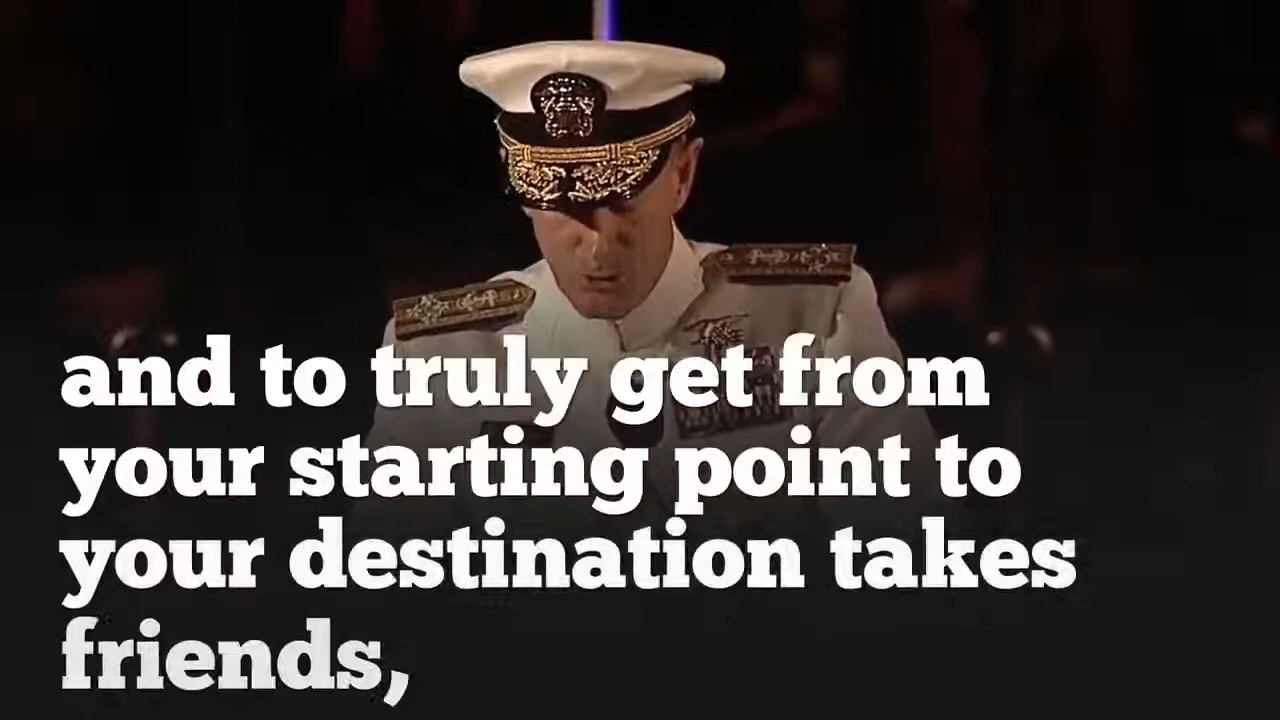 and to truly get from
your starting point to
your destination takes
friends,